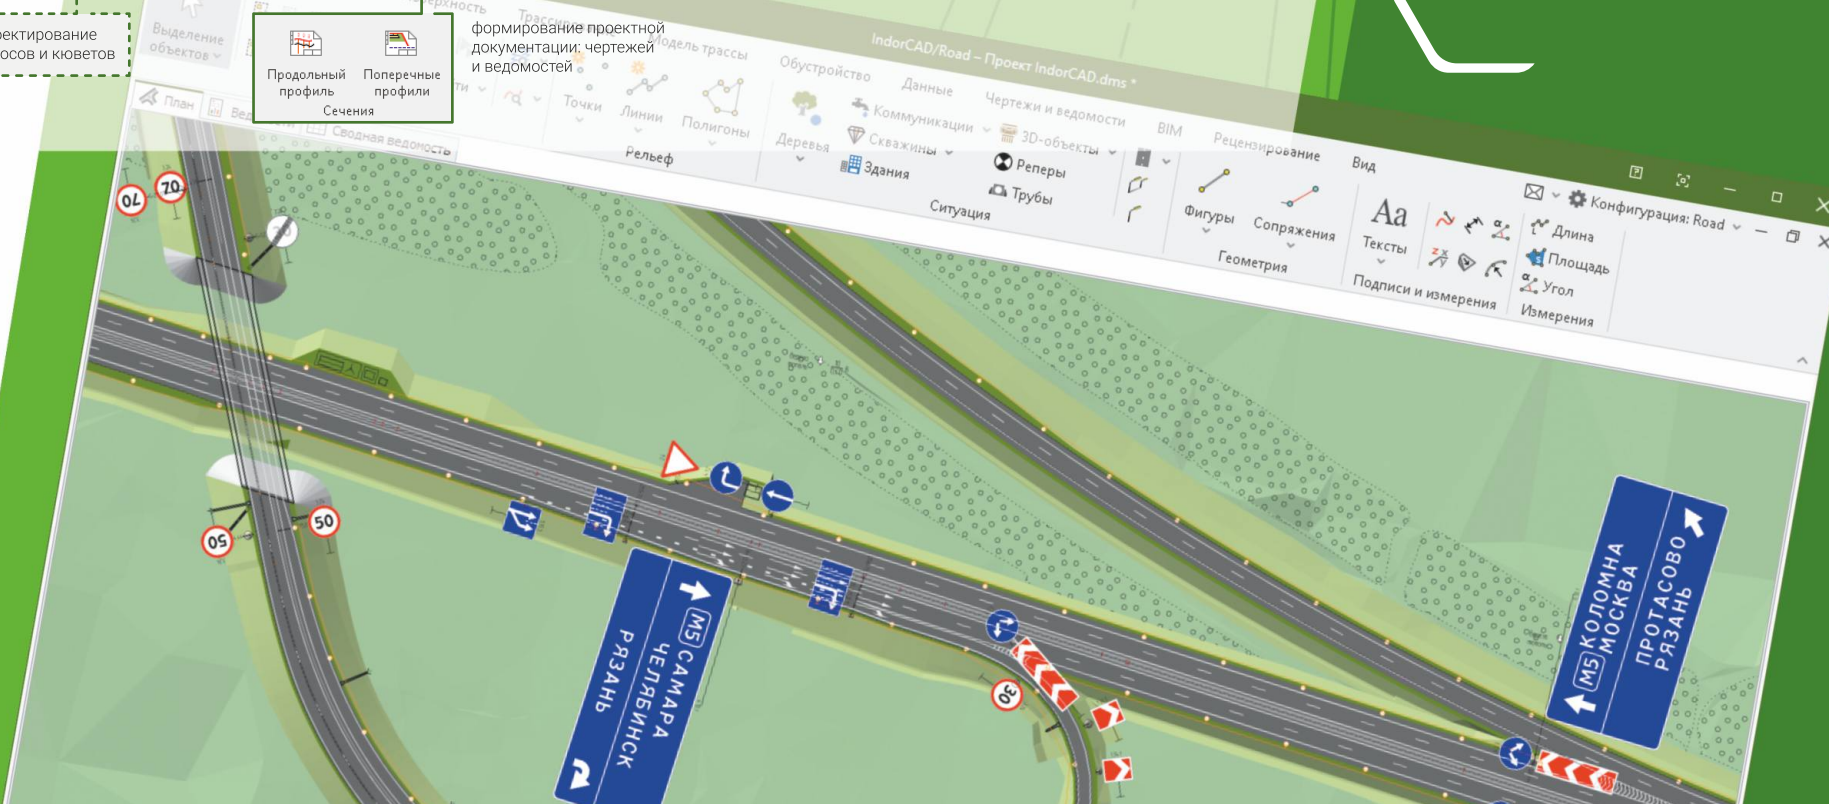 ектирование
осов и кюветов
Продольный
профиль
Поперечные
профили
Сечения
формирование проектной
документации: чертежей
и ведомостей
IndorCAD/Road – Проект IndorCAD.dms *
Модель трассы
Обустройство
Данные
Чертежи и ведомости
BIM
Рецензирование
Вид
Конфигурация: Road
Выделение
объектов
Точки
Линии
Полигоны
Рельеф
Деревья
Коммуникации
Скважины
Здания
3D-объекты
Реперы
Трубы
Ситуация
Фигуры
Сопряжения
Геометрия
Aa
Тексты
Подписи и измерения
Длина
Площадь
Угол
Измерения
План
Сводная ведомость
70
70
50
50
30
М5 САМАРА
ЧЕЛЯБИНСК
РЯЗАНЬ
М5 КОЛОМНА
МОСКВА
ПРОТАСОВО
РЯЗАНЬ